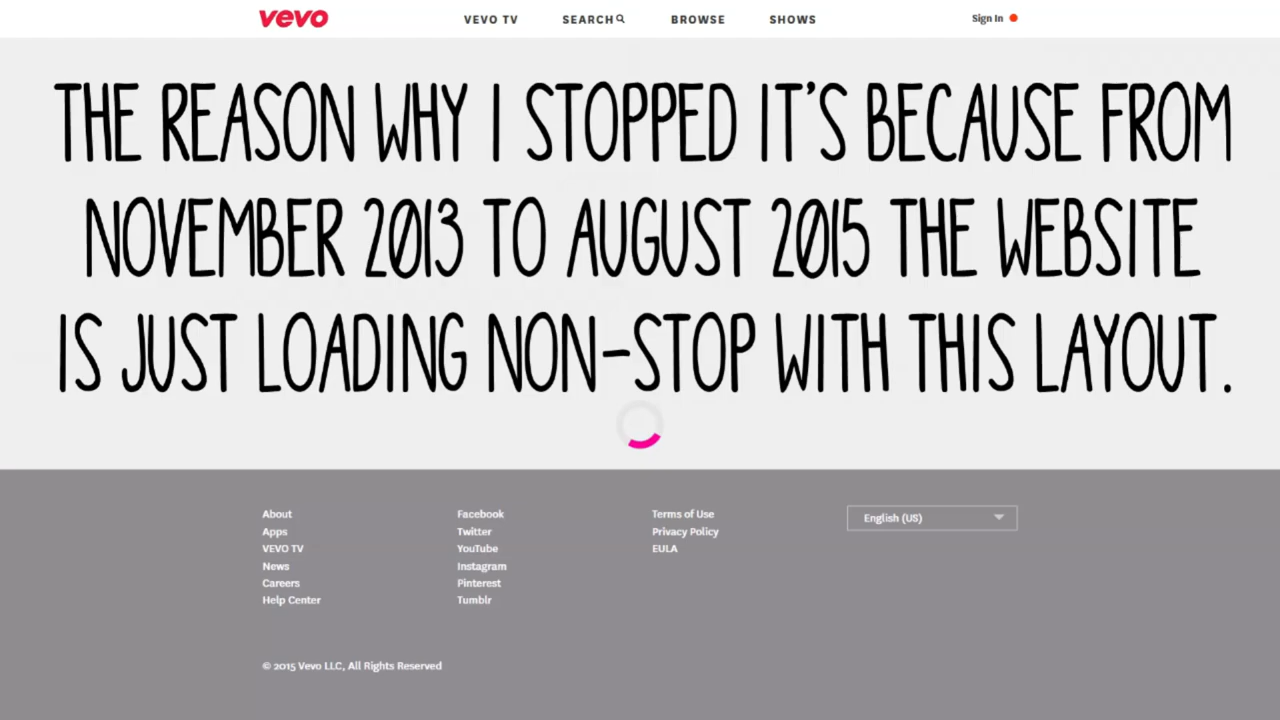 vevo
VEVO TV SEARCH BROWSE SHOWS Sign In
THE REASON WHY I STOPPED IT'S BECAUSE FROM
NOVEMBER 2013 TO AUGUST 2015 THE WEBSITE
IS JUST LOADING NON-STOP WITH THIS LAYOUT.
About
Apps
VEVO TV
News
Careers
Help Center
Facebook
Twitter
YouTube
Instagram
Pinterest
Tumblr
Terms of Use
Privacy Policy
EULA
English (US)
© 2015 Vevo LLC, All Rights Reserved